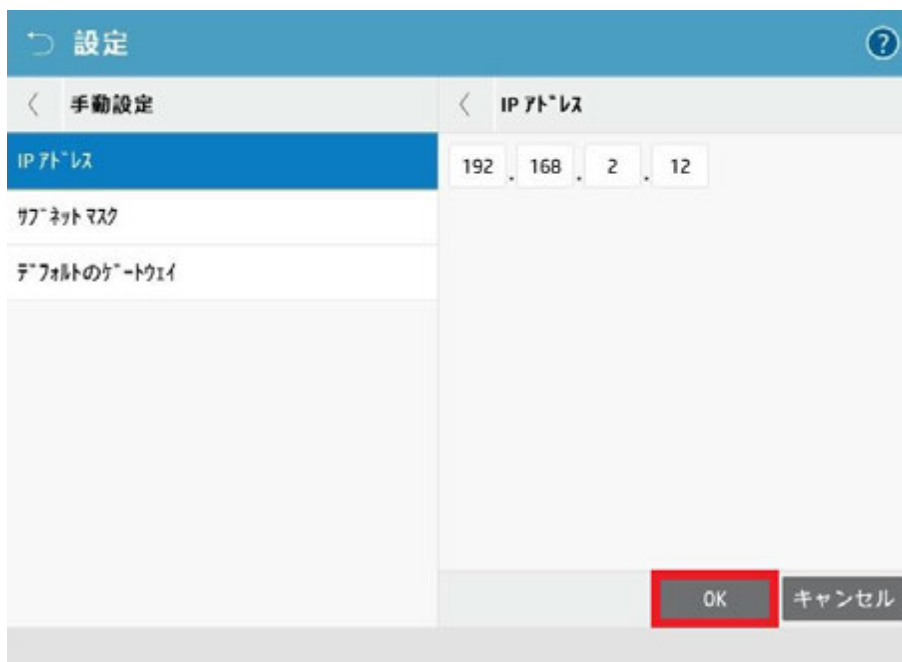 設定
?
手動設定
IP アドレス
IP アドレス
192 . 168 . 2 . 12
サブネット マスク
デフォルトのゲートウェイ
OK
キャンセル